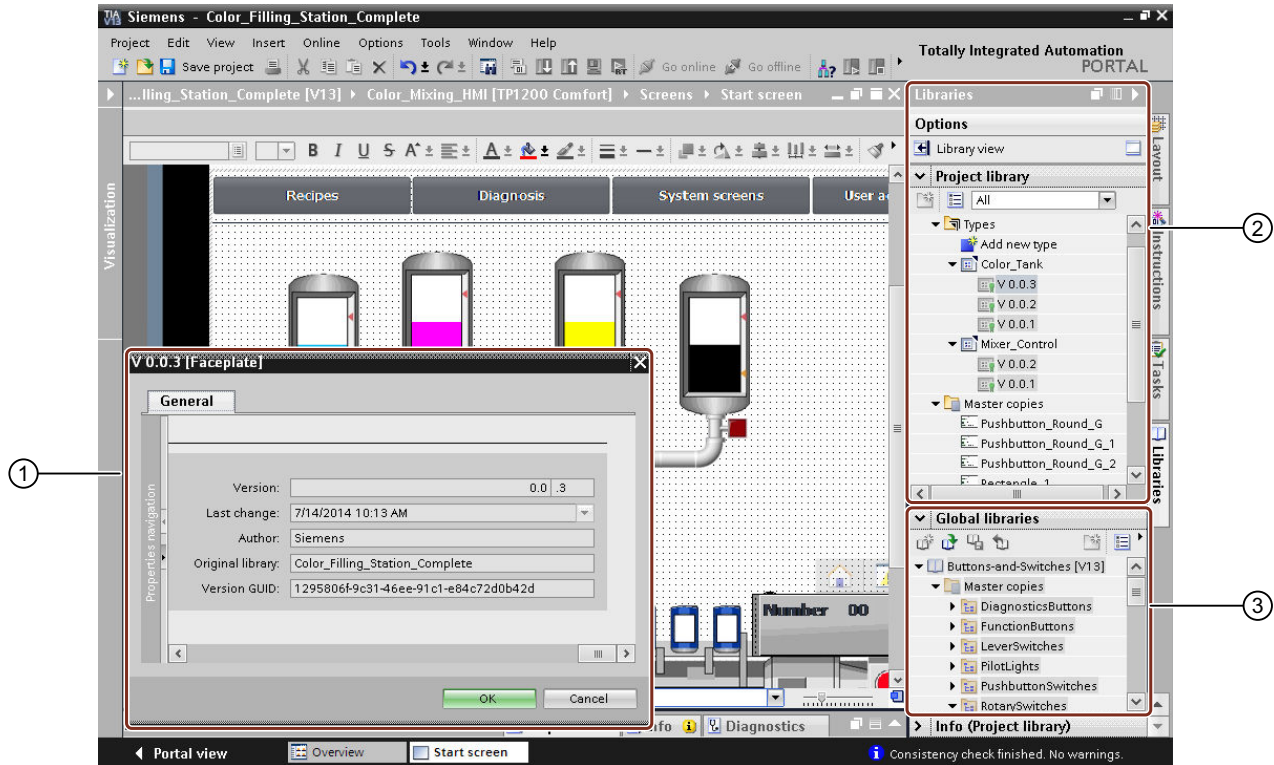 Siemens - Color_Filling_Station_Complete
Project Edit View Insert Online Options Tools Window Help
Totally Integrated Automation
PORTAL
Save project
Go online
Go offline
...lling_Station_Complete [V13] Color_Mixing_HMI [TP1200 Comfort] Screens Start screen
B I U S A
Visualization
Recipes
Diagnosis
System screens
User a
Number 00
V 0.0.3 [Faceplate]
General
Properties navigation
Version: 0.0 .3
Last change: 7/14/2014 10:13 AM
Author: Siemens
Original library: Color_Filling_Station_Complete
Version GUID: 1295806f-9c31-46ee-91c1-e84c72d0b42d
OK
Cancel
Diagnostics
Libraries
Options
Library view
Project library
All
Types
Add new type
Color_Tank
V 0.0.3
V 0.0.2
V 0.0.1
Mixer_Control
V 0.0.2
V 0.0.1
Master copies
Pushbutton_Round_G
Pushbutton_Round_G_1
Pushbutton_Round_G_2
Rectangle_1
Global libraries
Buttons-and-Switches [V13]
Master copies
DiagnosticsButtons
FunctionButtons
LeverSwitches
PilotLights
PushbuttonSwitches
RotarySwitches
Info (Project library)
Layout
Instructions
Tasks
Libraries
Portal view
Overview
Start screen
Consistency check finished. No warnings.
1
2
3